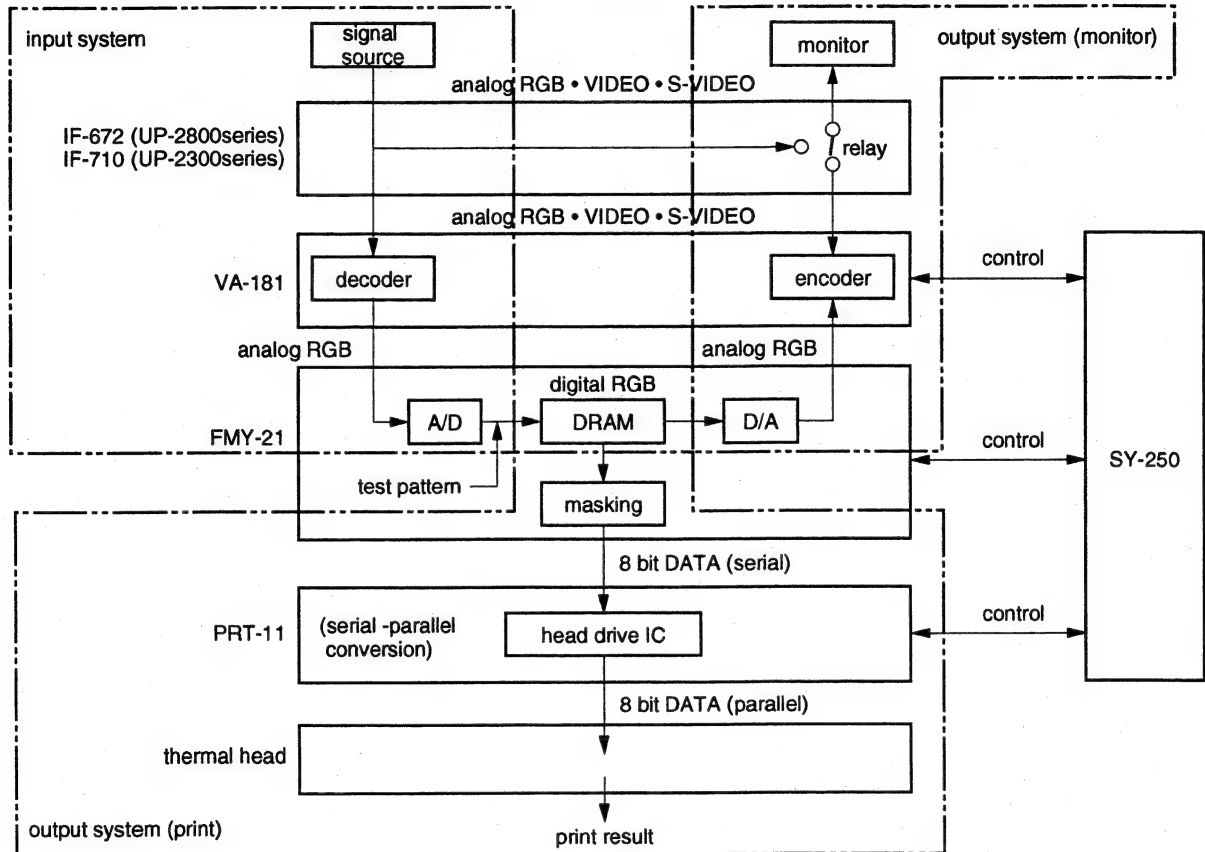 input system
signal
source
monitor
output system (monitor)
analog RGB • VIDEO • S-VIDEO
IF-672 (UP-2800series)
IF-710 (UP-2300series)
relay
analog RGB • VIDEO • S-VIDEO
VA-181
decoder
encoder
control
analog RGB
analog RGB
digital RGB
FMY-21
A/D
DRAM
D/A
control
SY-250
test pattern
masking
8 bit DATA (serial)
PRT-11
(serial -parallel
conversion)
head drive IC
control
8 bit DATA (parallel)
thermal head
output system (print)
print result